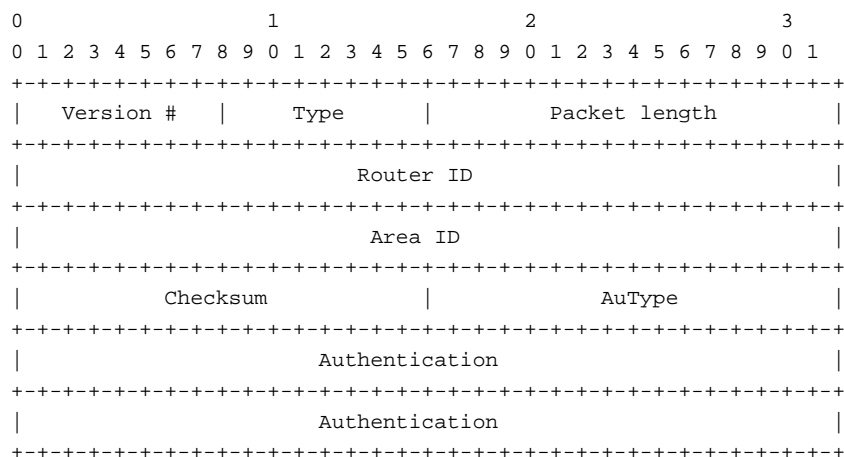 0                   1                   2                   3
0 1 2 3 4 5 6 7 8 9 0 1 2 3 4 5 6 7 8 9 0 1 2 3 4 5 6 7 8 9 0 1
+-+-+-+-+-+-+-+-+-+-+-+-+-+-+-+-+-+-+-+-+-+-+-+-+-+-+-+-+-+-+-+-+
|   Version #   |     Type      |         Packet length         |
+-+-+-+-+-+-+-+-+-+-+-+-+-+-+-+-+-+-+-+-+-+-+-+-+-+-+-+-+-+-+-+-+
|                          Router ID                            |
+-+-+-+-+-+-+-+-+-+-+-+-+-+-+-+-+-+-+-+-+-+-+-+-+-+-+-+-+-+-+-+-+
|                           Area ID                             |
+-+-+-+-+-+-+-+-+-+-+-+-+-+-+-+-+-+-+-+-+-+-+-+-+-+-+-+-+-+-+-+-+
|           Checksum            |             AuType            |
+-+-+-+-+-+-+-+-+-+-+-+-+-+-+-+-+-+-+-+-+-+-+-+-+-+-+-+-+-+-+-+-+
|                       Authentication                          |
+-+-+-+-+-+-+-+-+-+-+-+-+-+-+-+-+-+-+-+-+-+-+-+-+-+-+-+-+-+-+-+-+
|                       Authentication                          |
+-+-+-+-+-+-+-+-+-+-+-+-+-+-+-+-+-+-+-+-+-+-+-+-+-+-+-+-+-+-+-+-+